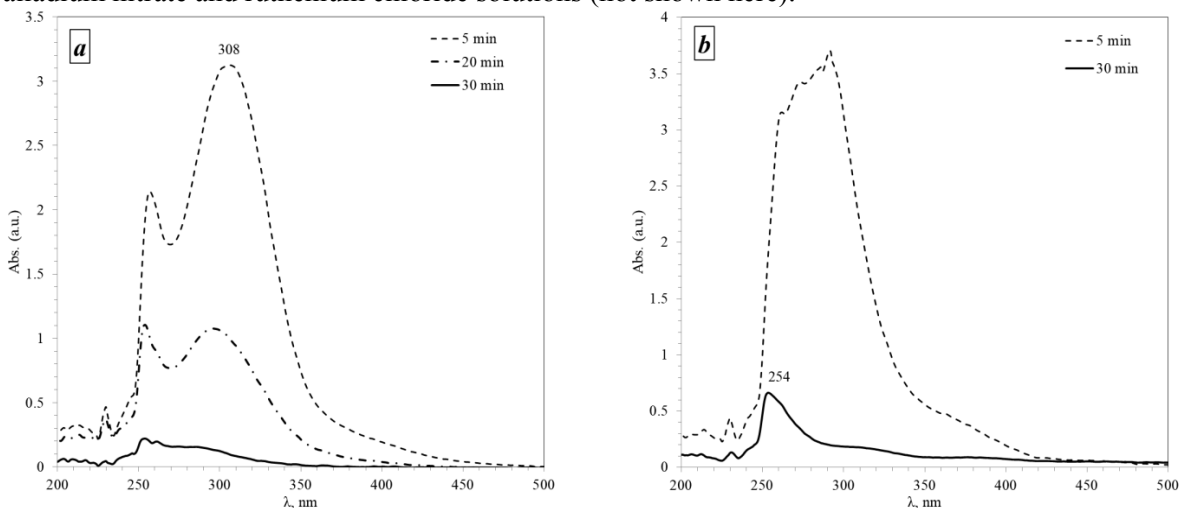 anadium nitrate and ruthenium chloride solutions (not shown here).
a
308
5 min
20 min
30 min
3.5
3
2.5
2
1.5
1
0.5
0
Abs. (a.u.)
200 250 300 350 400 450 500
λ, nm
b
254
5 min
30 min
4
3.5
3
2.5
2
1.5
1
0.5
0
Abs. (a.u.)
200 250 300 350 400 450 500
λ, nm